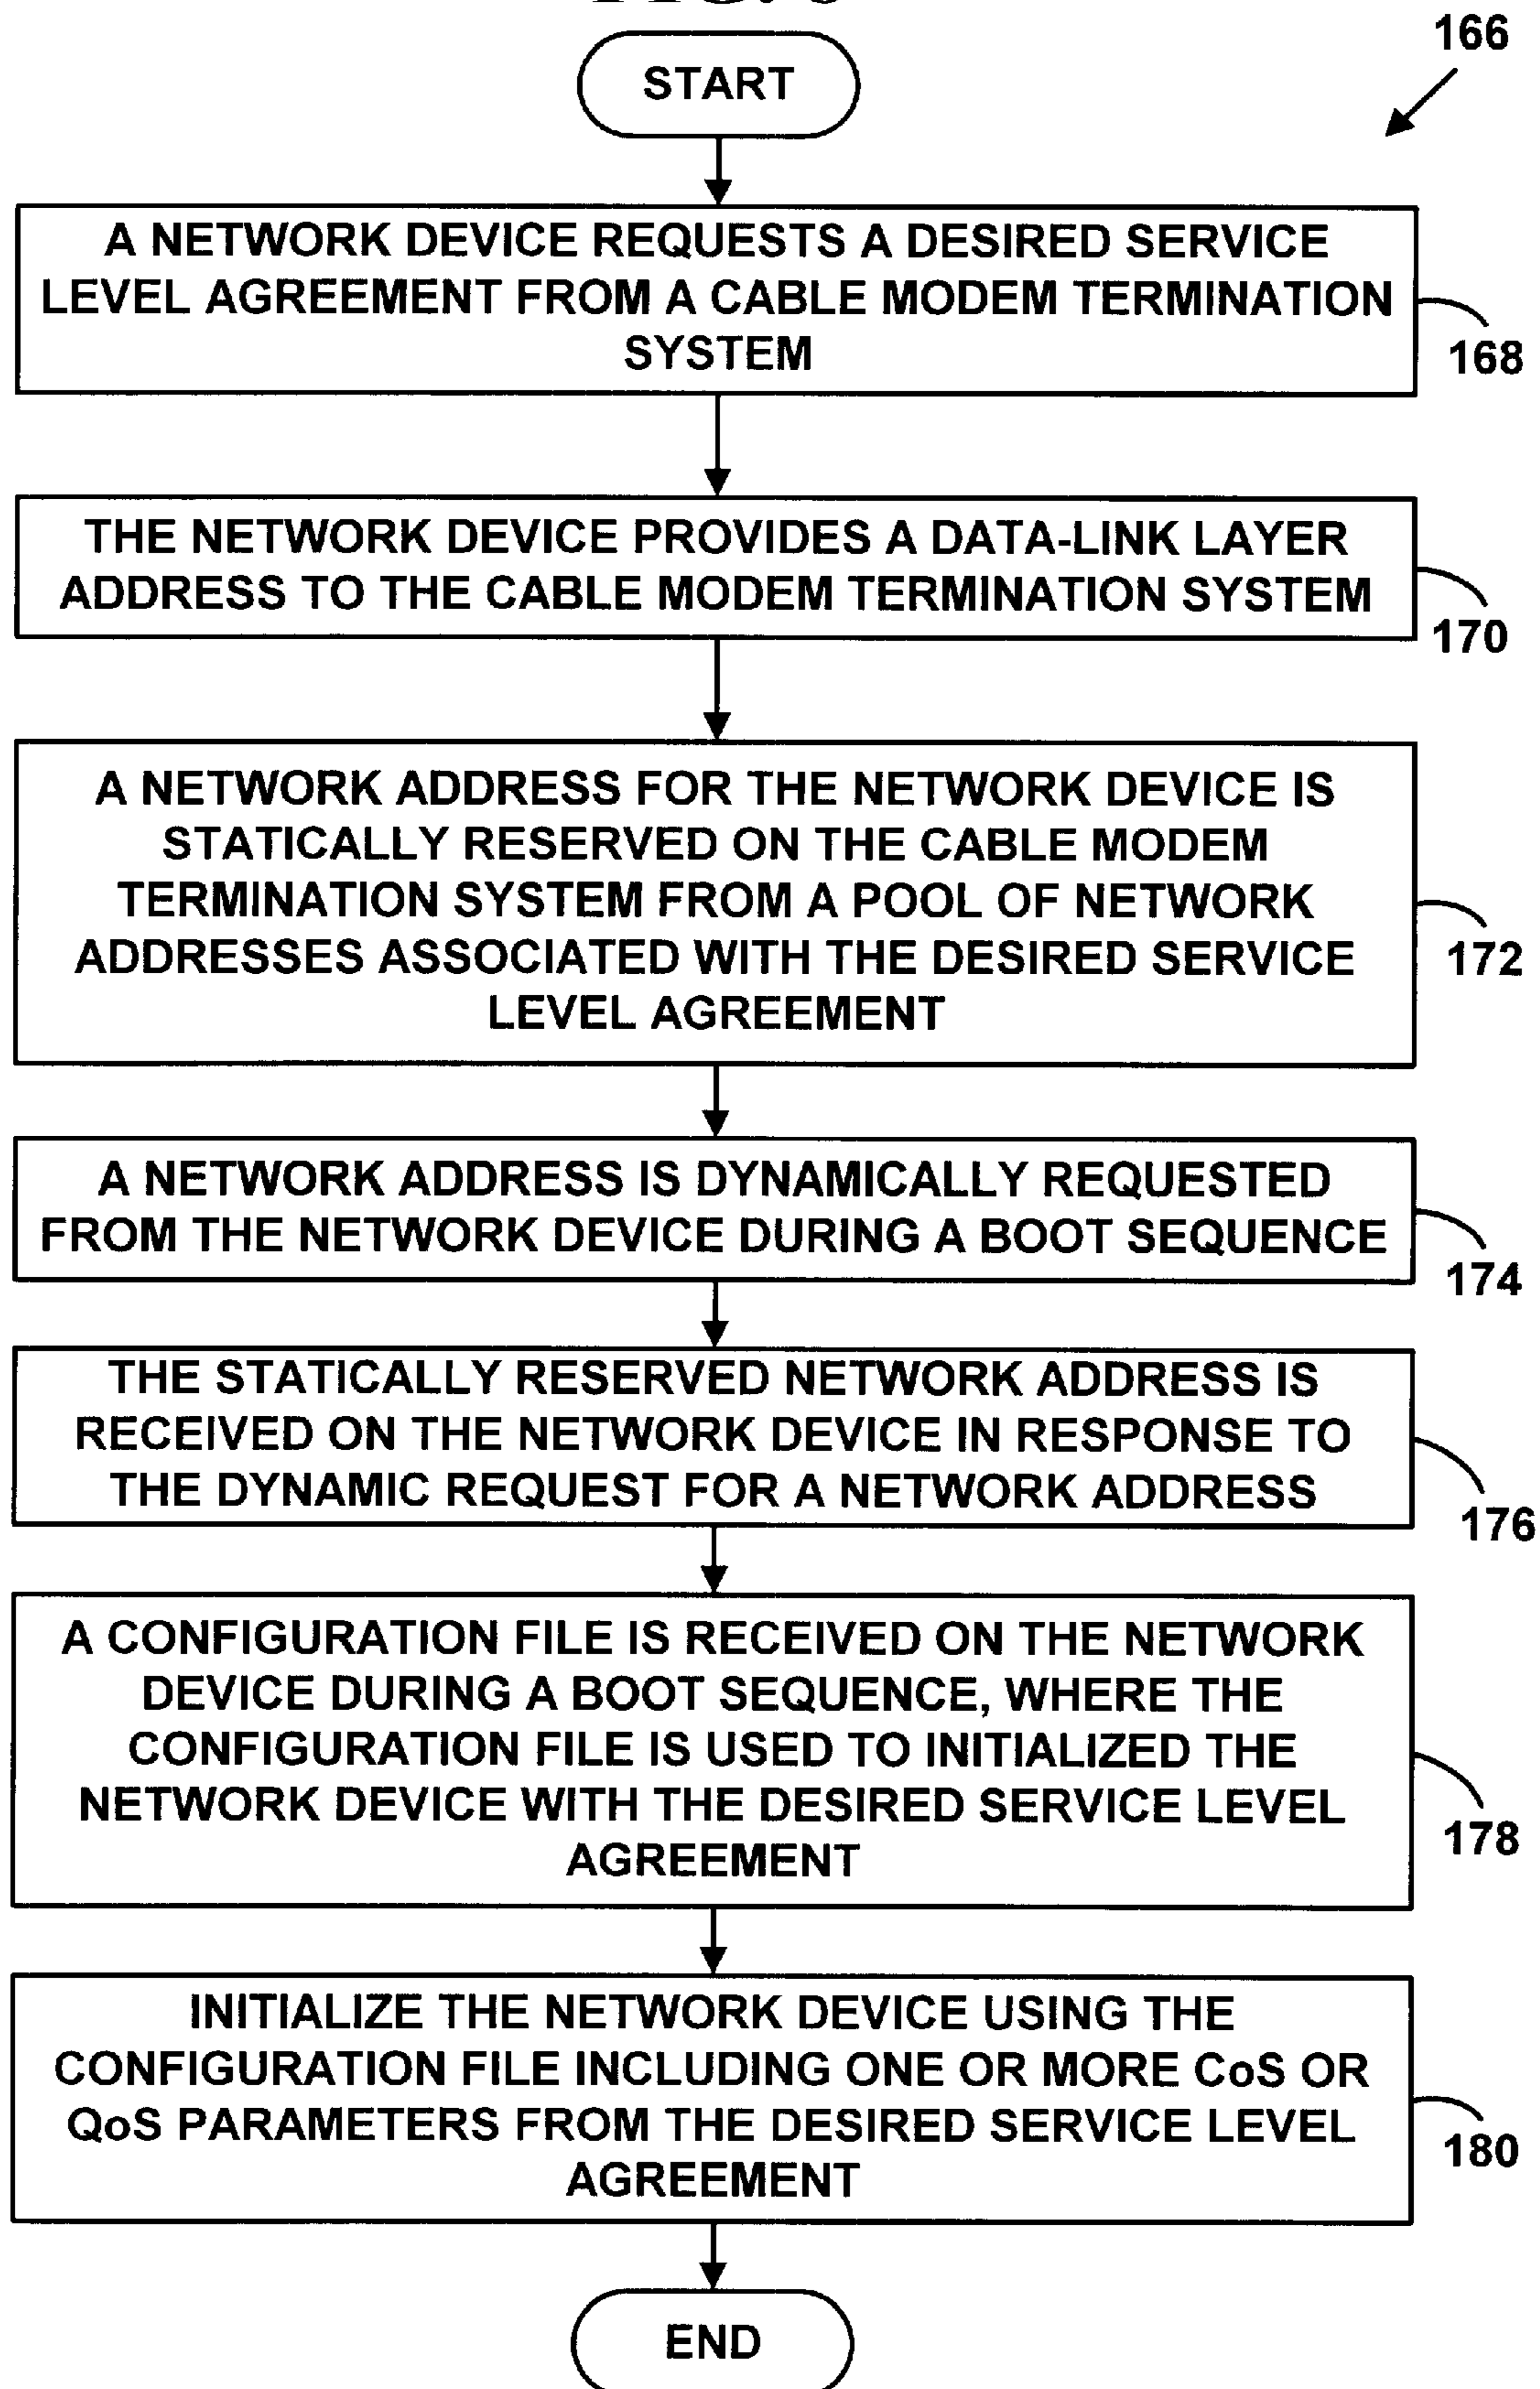 166
START
A NETWORK DEVICE REQUESTS A DESIRED SERVICE
LEVEL AGREEMENT FROM A CABLE MODEM TERMINATION
SYSTEM
168
THE NETWORK DEVICE PROVIDES A DATA-LINK LAYER
ADDRESS TO THE CABLE MODEM TERMINATION SYSTEM
170
A NETWORK ADDRESS FOR THE NETWORK DEVICE IS
STATICALLY RESERVED ON THE CABLE MODEM
TERMINATION SYSTEM FROM A POOL OF NETWORK
ADDRESSES ASSOCIATED WITH THE DESIRED SERVICE
LEVEL AGREEMENT
172
A NETWORK ADDRESS IS DYNAMICALLY REQUESTED
FROM THE NETWORK DEVICE DURING A BOOT SEQUENCE
174
THE STATICALLY RESERVED NETWORK ADDRESS IS
RECEIVED ON THE NETWORK DEVICE IN RESPONSE TO
THE DYNAMIC REQUEST FOR A NETWORK ADDRESS
176
A CONFIGURATION FILE IS RECEIVED ON THE NETWORK
DEVICE DURING A BOOT SEQUENCE, WHERE THE
CONFIGURATION FILE IS USED TO INITIALIZED THE
NETWORK DEVICE WITH THE DESIRED SERVICE LEVEL
AGREEMENT
178
INITIALIZE THE NETWORK DEVICE USING THE
CONFIGURATION FILE INCLUDING ONE OR MORE CoS OR
QoS PARAMETERS FROM THE DESIRED SERVICE LEVEL
AGREEMENT
180
END